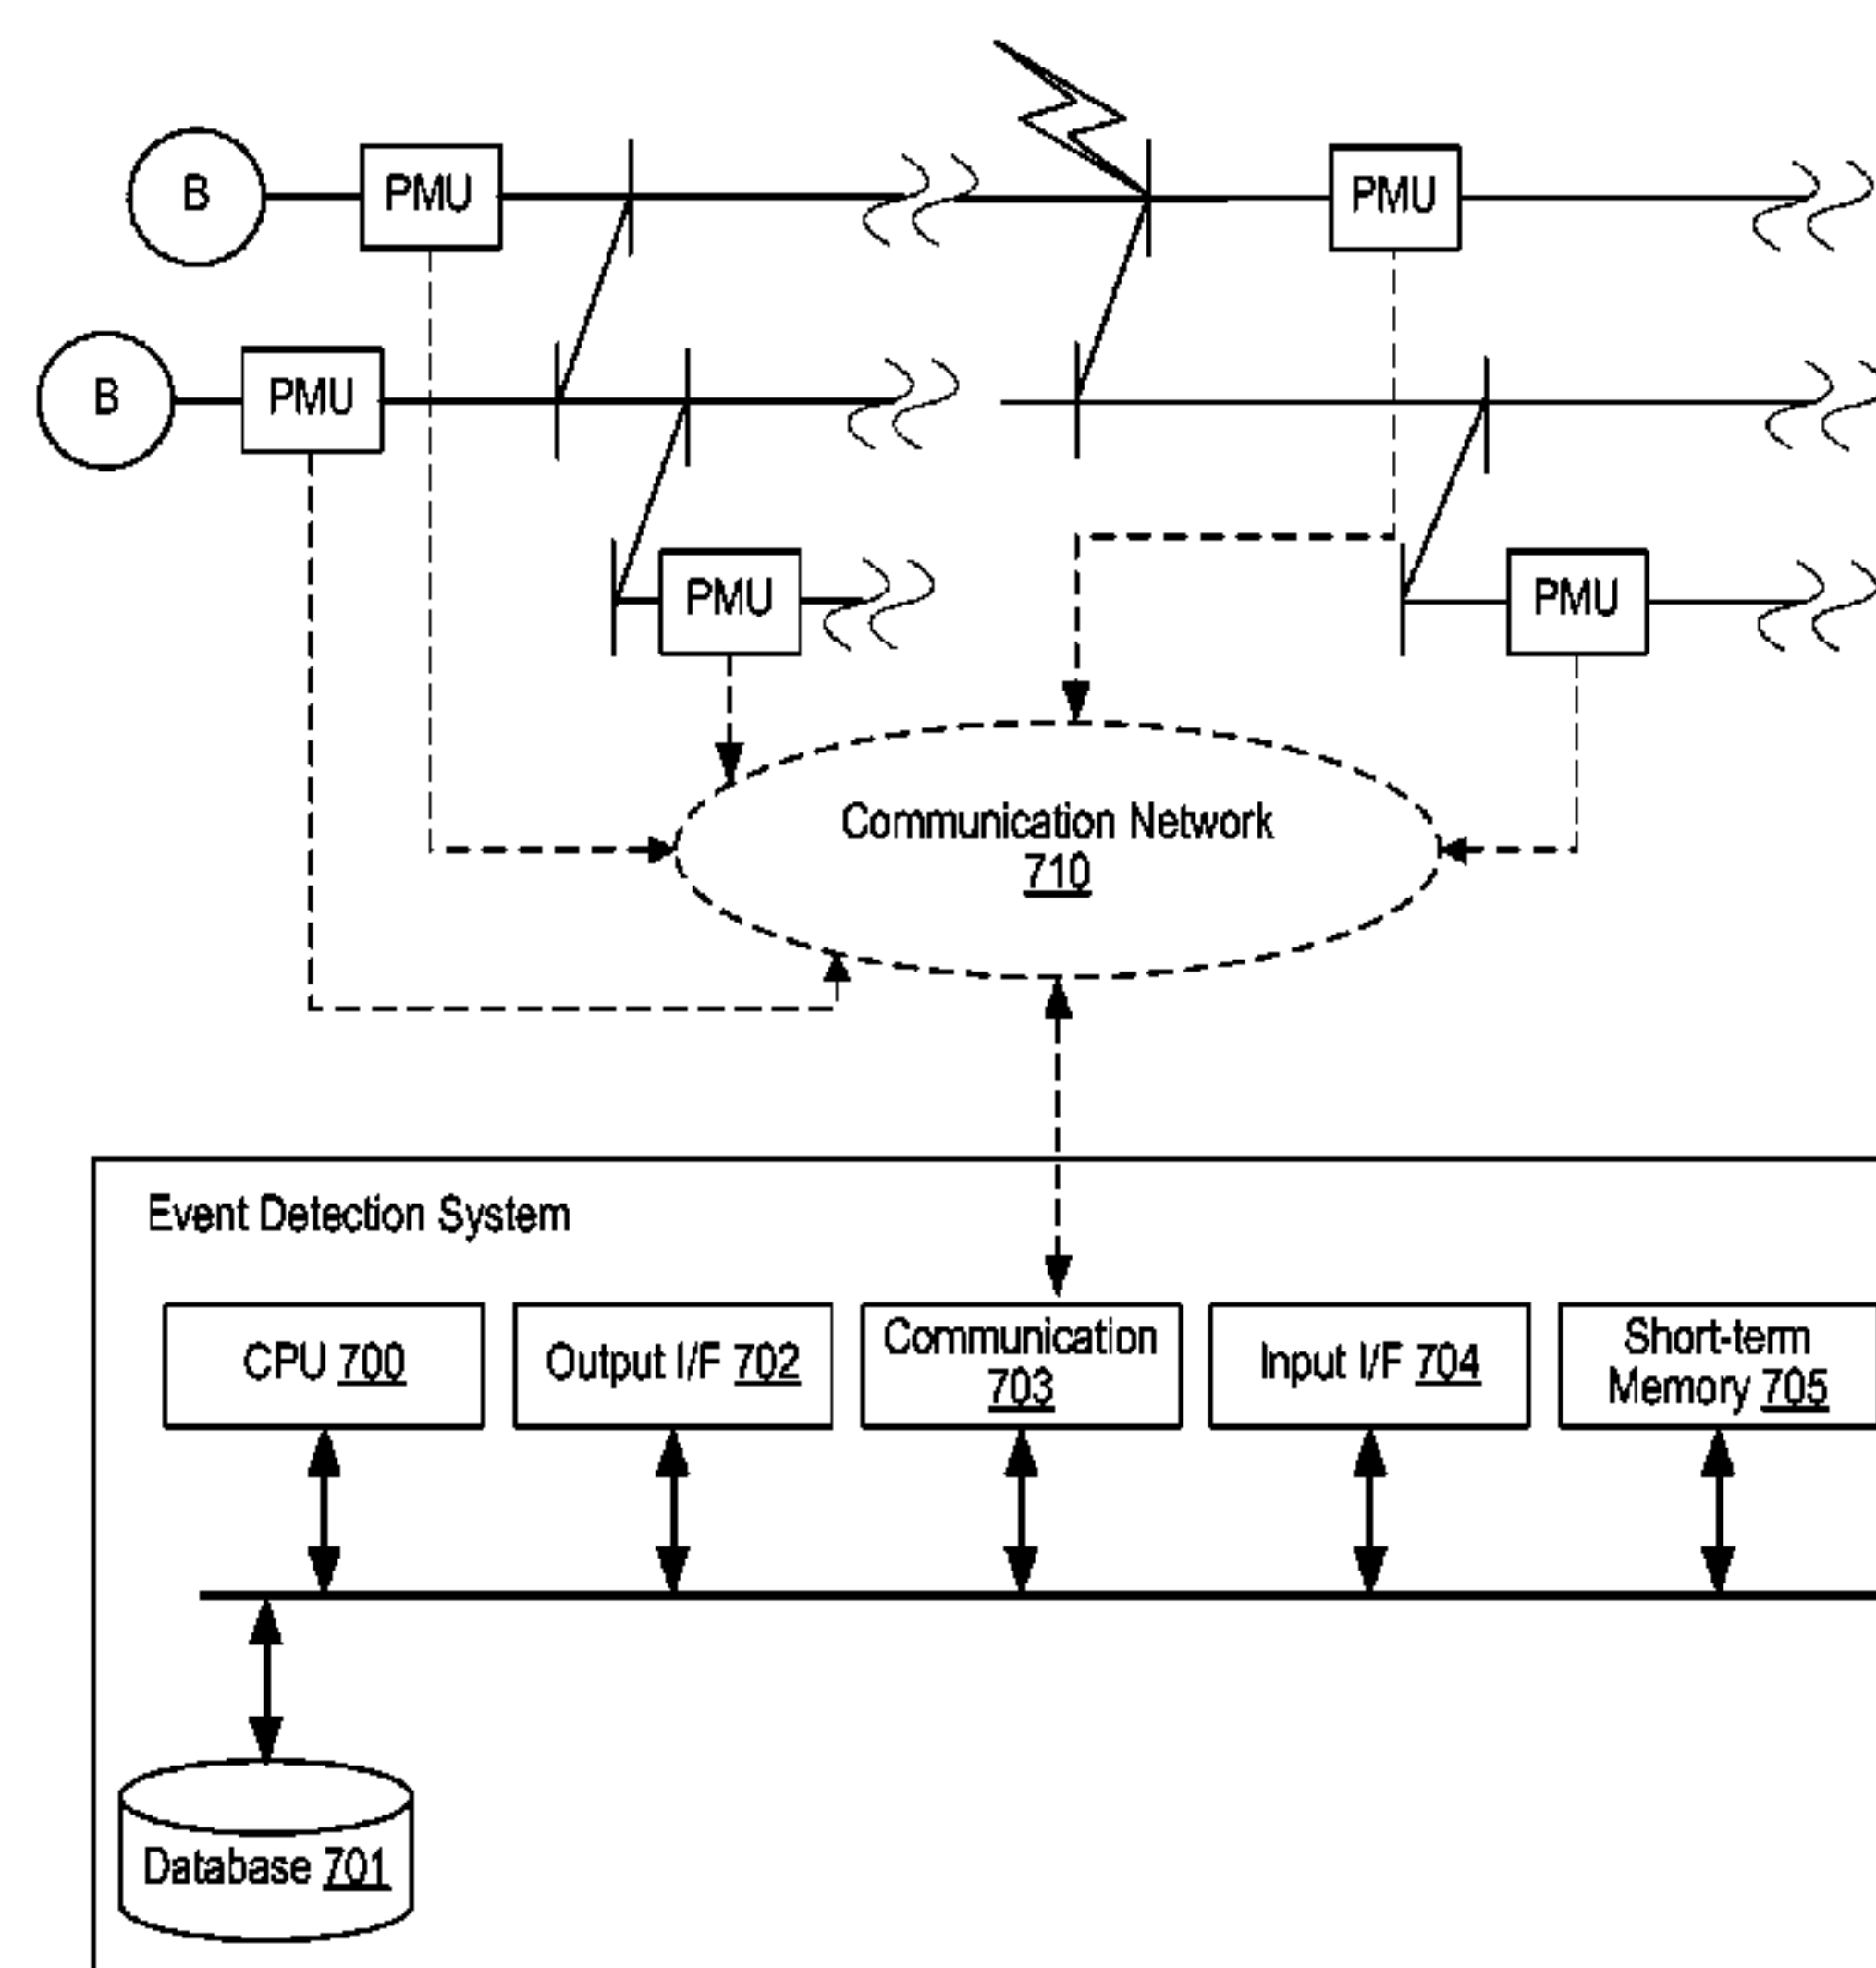 B
PMU
PMU
B
PMU
PMU
PMU
Communication Network
710
Event Detection System
CPU 700
Output I/F 702
Communication
703
Input I/F 704
Short-term
Memory 705
Database 701